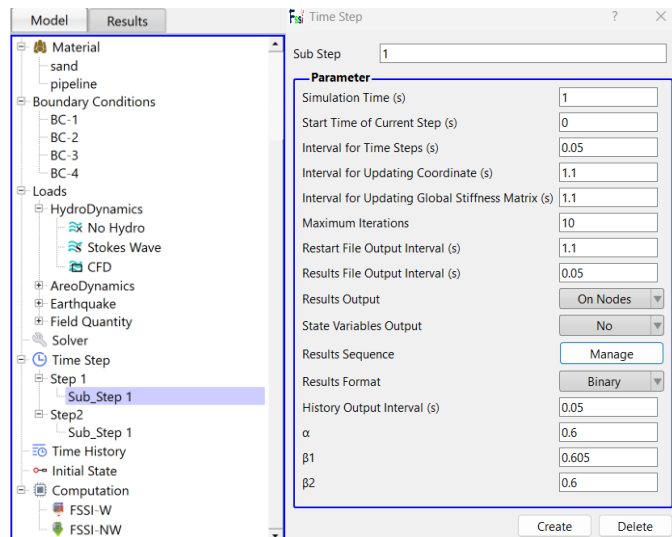 Model Results
Material
sand
pipeline
Boundary Conditions
BC-1
BC-2
BC-3
BC-4
Loads
HydroDynamics
No Hydro
Stokes Wave
CFD
AreoDynamics
Earthquake
Field Quantity
Solver
Time Step
Step 1
Sub_Step 1
Step2
Sub_Step 1
Time History
Initial State
Computation
FSSI-W
FSSI-NW
Fssi Time Step ? ×
Sub Step 1
Parameter
Simulation Time (s) 1
Start Time of Current Step (s) 0
Interval for Time Steps (s) 0.05
Interval for Updating Coordinate (s) 1.1
Interval for Updating Global Stiffness Matrix (s) 1.1
Maximum Iterations 10
Restart File Output Interval (s) 1.1
Results File Output Interval (s) 0.05
Results Output On Nodes
State Variables Output No
Results Sequence Manage
Results Format Binary
History Output Interval (s) 0.05
α 0.6
β1 0.605
β2 0.6
Create Delete